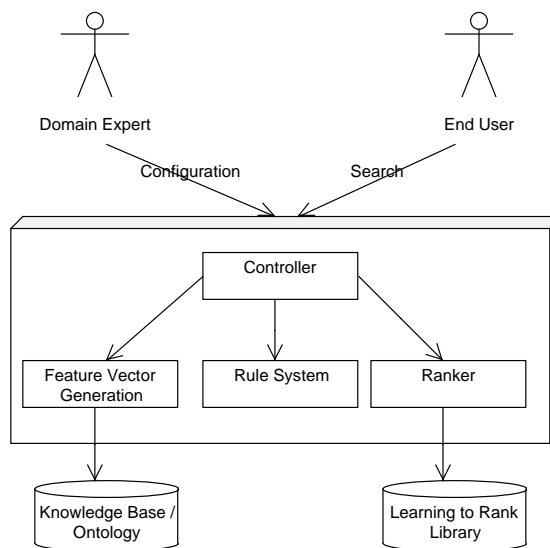 Domain Expert
End User
Configuration
Search
Controller
Feature Vector
Generation
Rule System
Ranker
Knowledge Base /
Ontology
Learning to Rank
Library